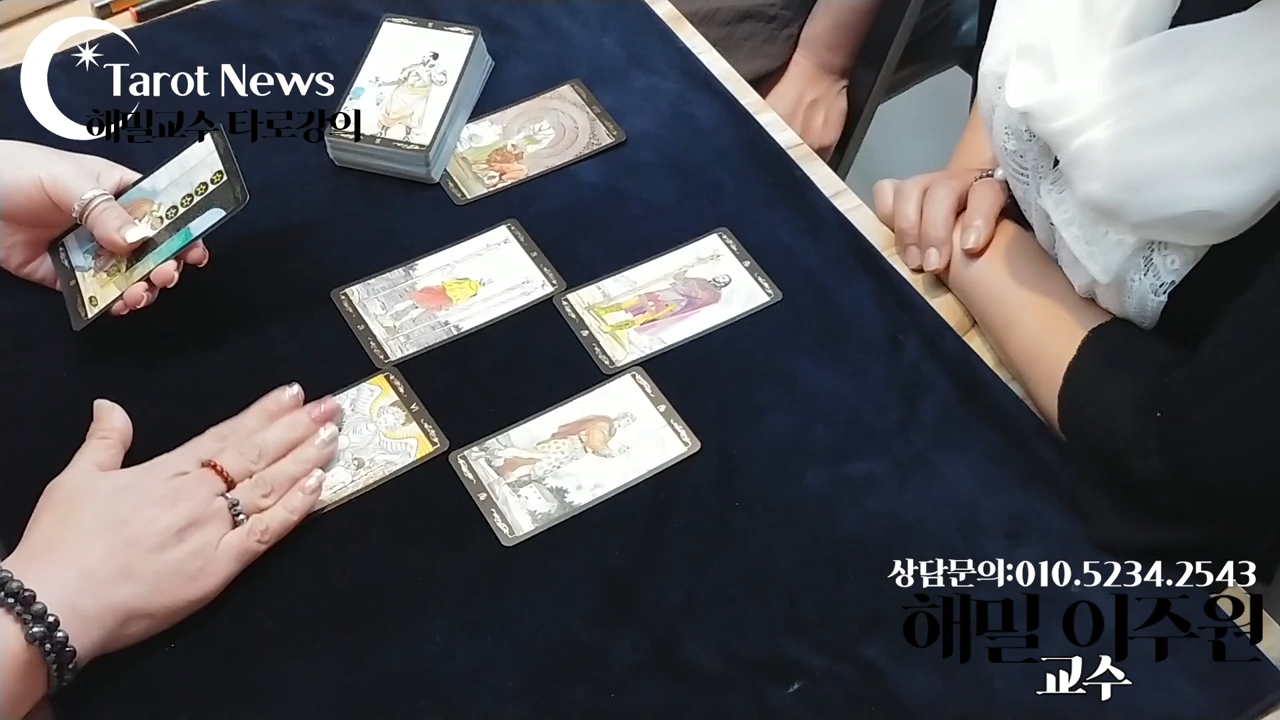 Tarot News
해밀교수 타로강의
상담문의:010.5234.2543
해밀 이주원
교수